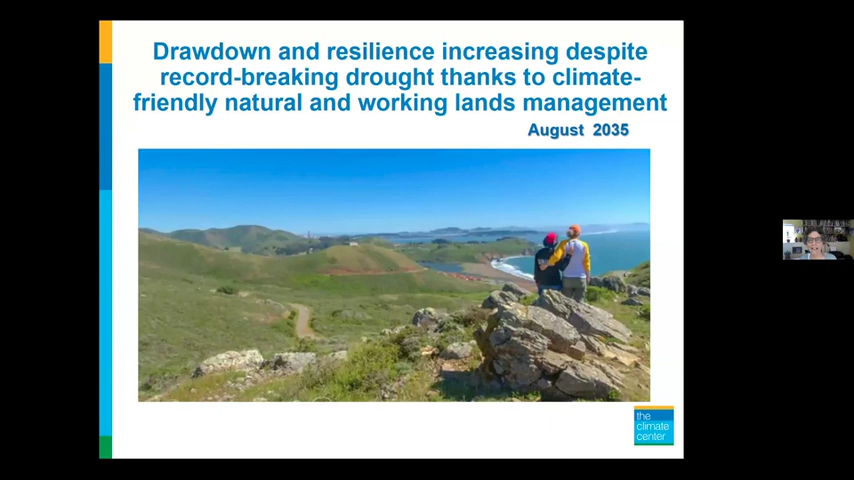 Drawdown and resilience increasing despite
record-breaking drought thanks to climate-
friendly natural and working lands management
August 2035
the
climate
center